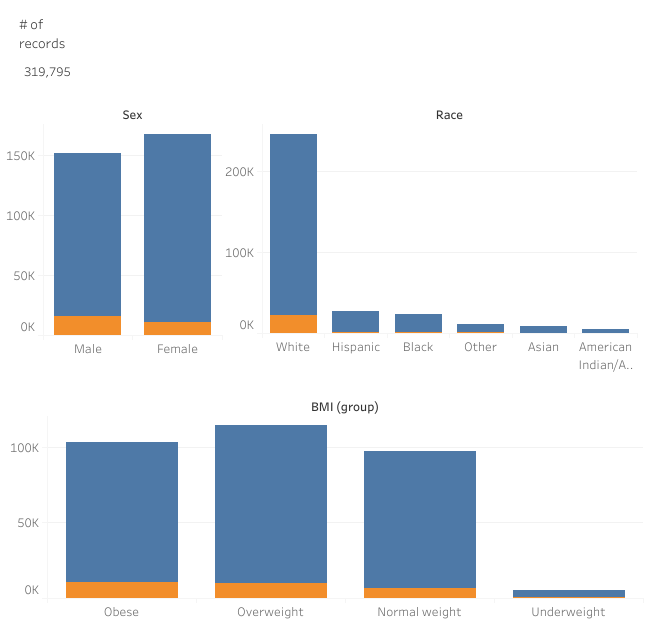 # of
records
319,795
Sex
150K
100K
50K
0K
Male
Female
Race
200K
100K
0K
White
Hispanic
Black
Other
Asian
American
Indian/A..
BMI (group)
100K
50K
0K
Obese
Overweight
Normal weight
Underweight